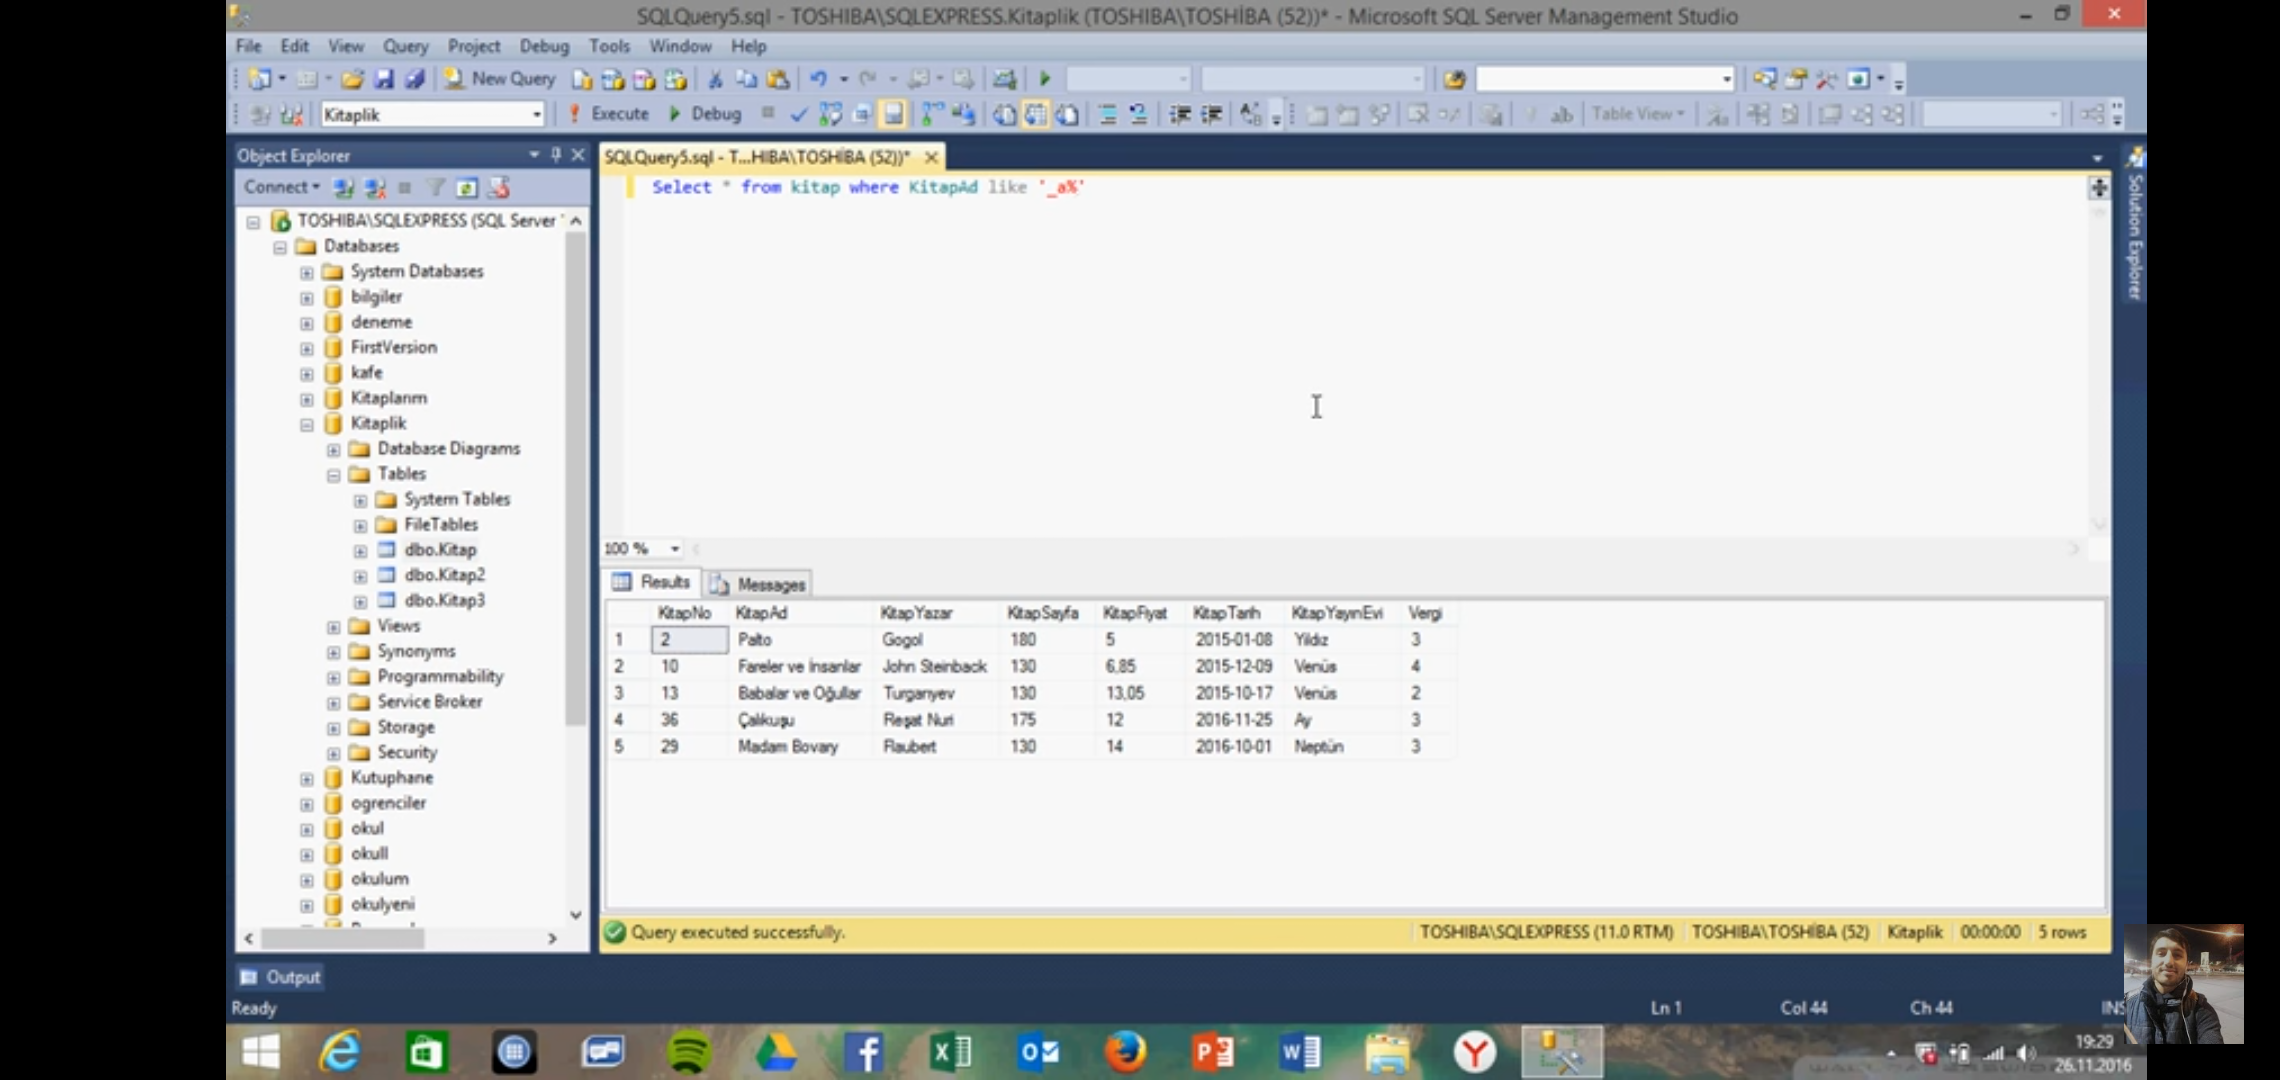 SQLQuery5.sql - TOSHIBA\SQLEXPRESS.Kitaplik (TOSHIBA\TOSHİBA (52))* - Microsoft SQL Server Management Studio
File Edit View Query Project Debug Tools Window Help
New Query
Kitaplik Execute Debug Table View
Object Explorer
Connect
TOSHIBA\SQLEXPRESS (SQL Server
Databases
System Databases
bilgiler
deneme
FirstVersion
kafe
Kitaplarım
Kitaplik
Database Diagrams
Tables
System Tables
FileTables
dbo.Kitap
dbo.Kitap2
dbo.Kitap3
Views
Synonyms
Programmability
Service Broker
Storage
Security
Kutuphane
ogrenciler
okul
okull
okulum
okulyeni
SQLQuery5.sql - T...HIBA\TOSHİBA (52))*
Select * from kitap where KitapAd like '_a%'
Solution Explorer
100 %
Results Messages
KitapNo KitapAd KitapYazar KitapSayfa KitapFiyat KitapTarih KitapYayınEvi Vergi
1 2 Palto Gogol 180 5 2015-01-08 Yıldız 3
2 10 Fareler ve İnsanlar John Steinback 130 6,85 2015-12-09 Venüs 4
3 13 Babalar ve Oğullar Turganyev 130 13,05 2015-10-17 Venüs 2
4 36 Çalıkuşu Reşat Nuri 175 12 2016-11-25 Ay 3
5 29 Madam Bovary Flaubert 130 14 2016-10-01 Neptün 3
Query executed successfully. TOSHIBA\SQLEXPRESS (11.0 RTM) TOSHIBA\TOSHİBA (52) Kitaplik 00:00:00 5 rows
Output
Ready Ln 1 Col 44 Ch 44 INS
19:29
26.11.2016